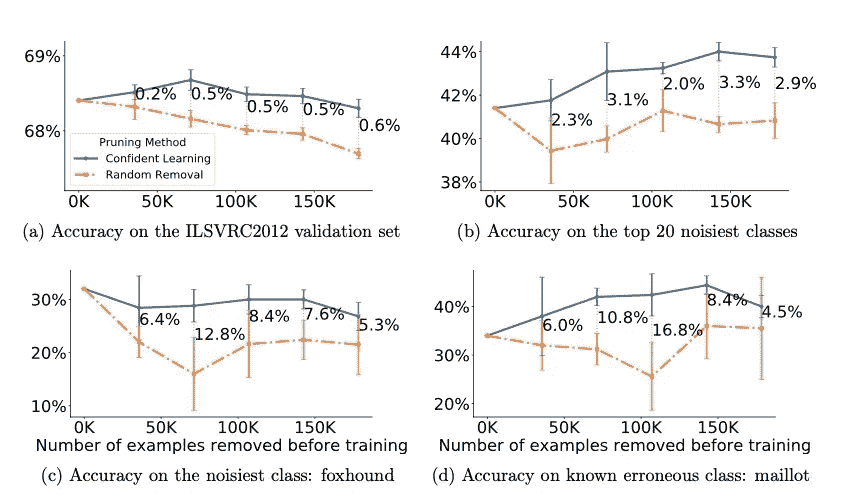 69%
68%
0.2%
0.5%
0.5%
0.5%
0.6%
Pruning Method
Confident Learning
Random Removal
0K
50K
100K
150K
(a) Accuracy on the ILSVRC2012 validation set
44%
42%
40%
38%
2.3%
3.1%
2.0%
3.3%
2.9%
0K
50K
100K
150K
(b) Accuracy on the top 20 noisiest classes
30%
20%
10%
6.4%
12.8%
8.4%
7.6%
5.3%
0K
50K
100K
150K
Number of examples removed before training
(c) Accuracy on the noisiest class: foxhound
40%
30%
20%
6.0%
10.8%
16.8%
8.4%
4.5%
0K
50K
100K
150K
Number of examples removed before training
(d) Accuracy on known erroneous class: maillot